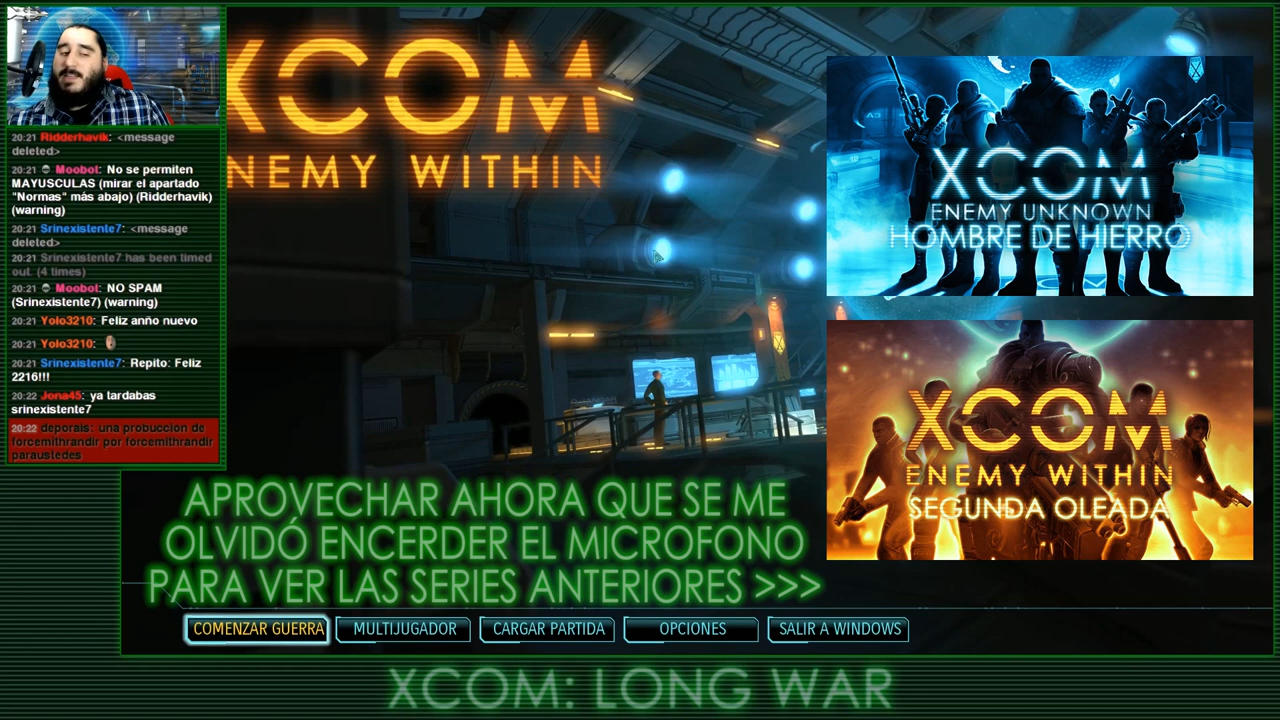 20:21 Ridderhavik: <message
deleted>
20:21 Moobot: No se permiten
MAYUSCULAS (mirar el apartado
"Normas" más abajo) (Ridderhavik)
(warning)
20:21 Srinexistente7: <message
deleted>
20:21 Srinexistente7 has been timed
out. (4 times)
20:21 Moobot: NO SPAM
(Srinexistente7) (warning)
20:21 Yolo3210: Feliz anño nuevo
20:21 Yolo3210:
20:21 Srinexistente7: Repito: Feliz
2216!!!
20:22 Jona45: ya tardabas
srinexistente7
20:22 deporais: una probuccion de
forcemithrandir por forcemithrandir
paraustedes
XCOM
NEMY WITHIN
A3
XCOM
ENEMY UNKNOWN
HOMBRE DE HIERRO
XCOM
ENEMY WITHIN
SEGUNDA OLEADA
APROVECHAR AHORA QUE SE ME
OLVIDÓ ENCERDER EL MICROFONO
PARA VER LAS SERIES ANTERIORES >>>
COMENZAR GUERRA
MULTIJUGADOR
CARGAR PARTIDA
OPCIONES
SALIR A WINDOWS
XCOM: LONG WAR